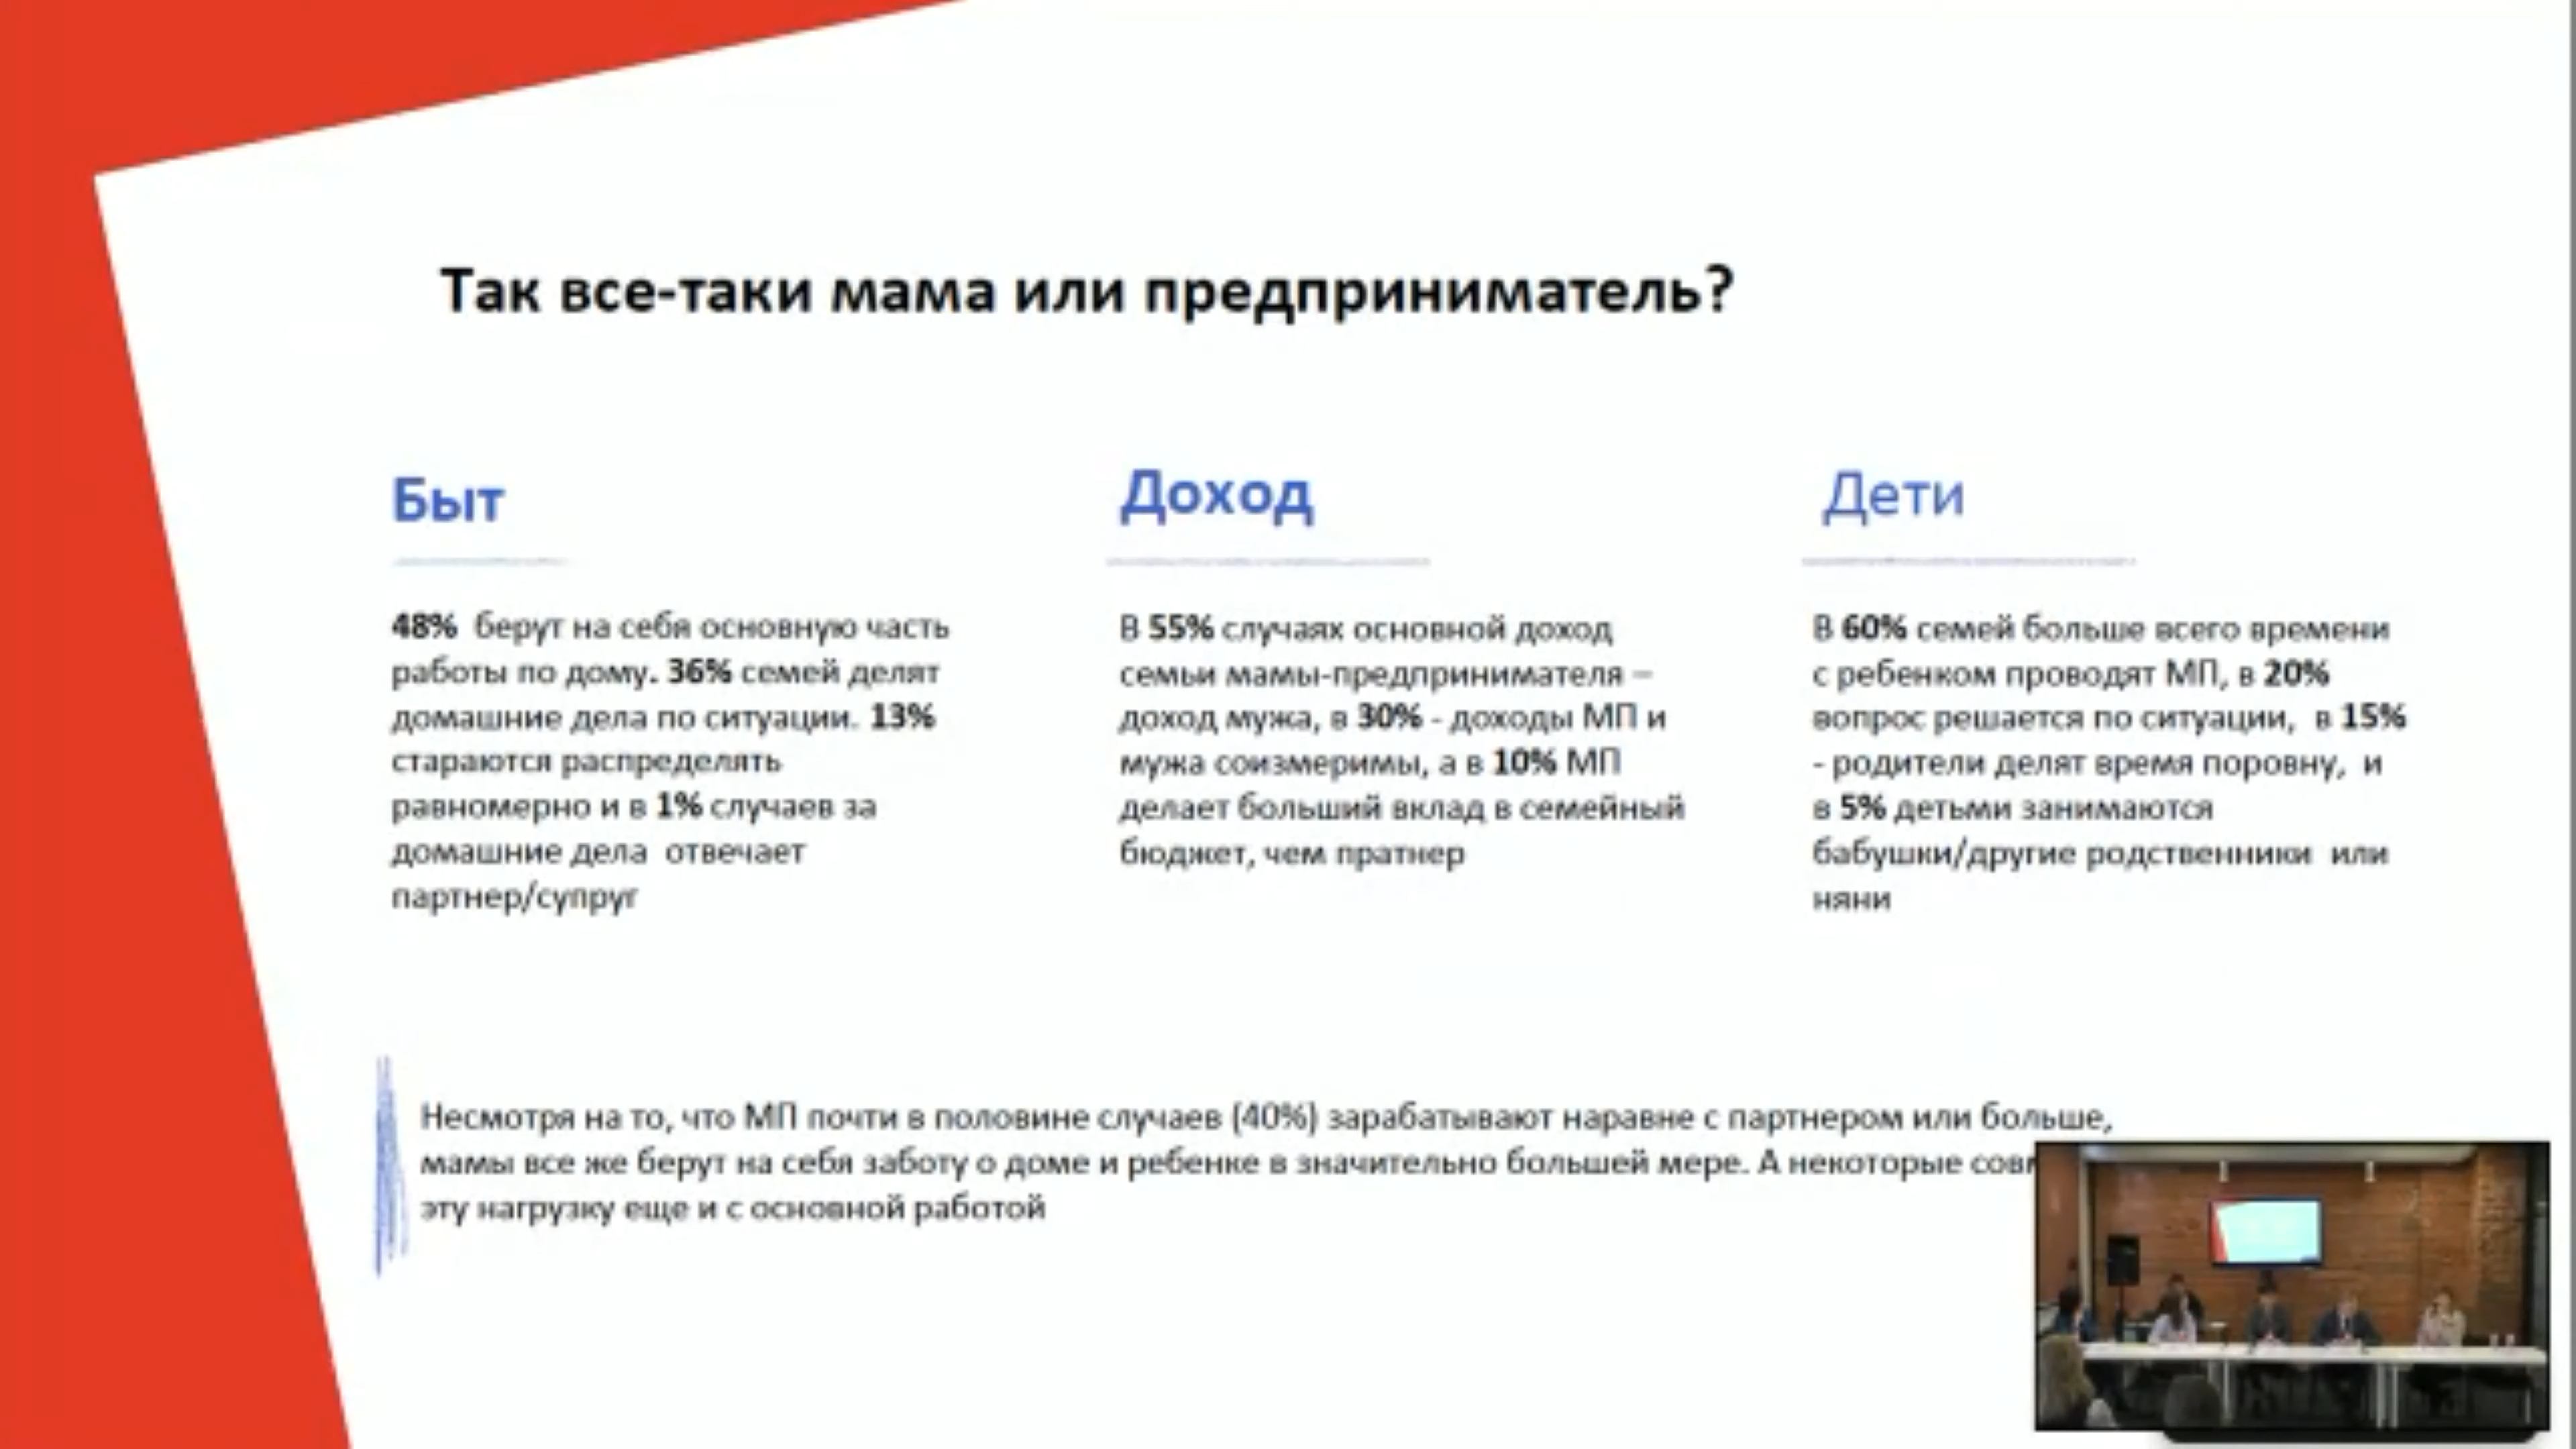 Так все-таки мама или предприниматель?
Быт
48% берут на себя основную часть
работы по дому. 36% семей делят
домашние дела по ситуации. 13%
стараются распределять
равномерно и в 1% случаев за
домашние дела отвечает
партнер/супруг
Доход
В 55% случаях основной доход
семьи мамы-предпринимателя –
доход мужа, в 30% - доходы МП и
мужа соизмеримы, а в 10% МП
делает больший вклад в семейный
бюджет, чем пратнер
Дети
В 60% семей больше всего времени
с ребенком проводят МП, в 20%
вопрос решается по ситуации, в 15%
- родители делят время поровну, и
в 5% детьми занимаются
бабушки/другие родственники или
няни
Несмотря на то, что МП почти в половине случаев (40%) зарабатывают наравне с партнером или больше,
мамы все же берут на себя заботу о доме и ребенке в значительно большей мере. А некоторые
эту нагрузку еще и с основной работой